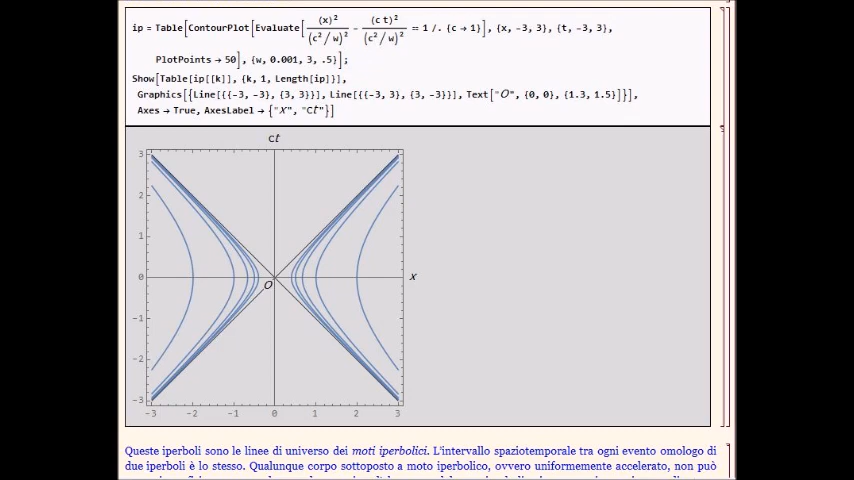 ip = Table[ContourPlot[Evaluate[(x)²/(c²/w)² - (c t)²/(c²/w)² == 1 /. {c → 1}], {x, -3, 3}, {t, -3, 3},
PlotPoints → 50], {w, 0.001, 3, .5}];
Show[Table[ip[[k]], {k, 1, Length[ip]}],
Graphics[{Line[{{-3, -3}, {3, 3}}], Line[{{-3, 3}, {3, -3}}], Text["O", {0, 0}, {1.3, 1.5}]}],
Axes → True, AxesLabel → {"X", "ct"}]
ct
3
2
1
0
-1
-2
-3
O
X
-3 -2 -1 0 1 2 3
Queste iperboli sono le linee di universo dei moti iperbolici. L'intervallo spaziotemporale tra ogni evento omologo di
due iperboli è lo stesso. Qualunque corpo sottoposto a moto iperbolico, ovvero uniformemente accelerato, non può